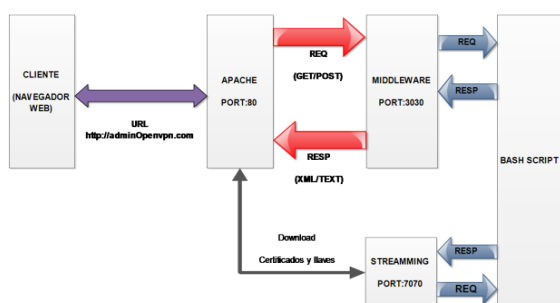 CLIENTE
(NAVEGADOR
WEB)
URL
http://adminOpenvpn.com
APACHE
PORT:80
REQ
(GET/POST)
RESP
(XML/TEXT)
MIDDLEWARE
PORT:3030
REQ
RESP
BASH SCRIPT
Download
Certificados y llaves
STREAMMING
PORT:7070
RESP
REQ